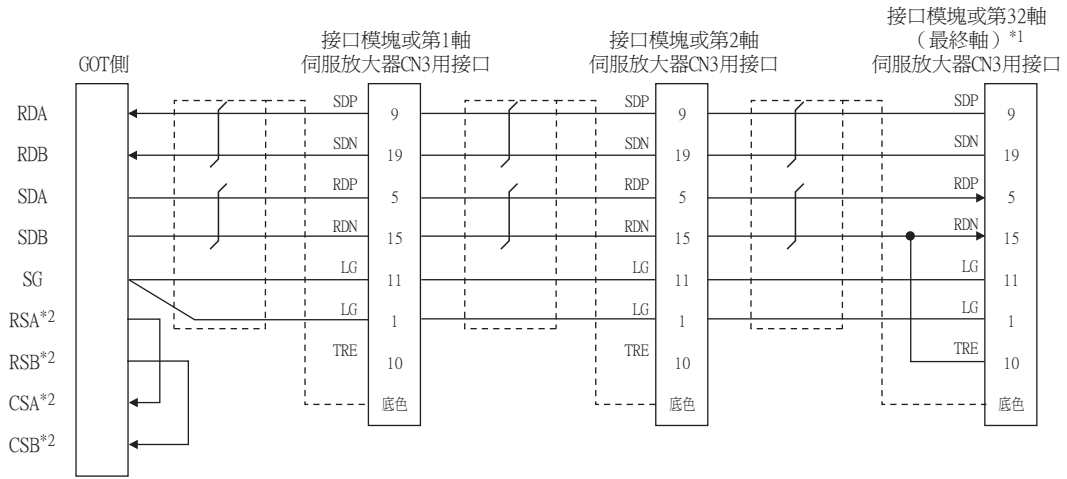 接口模塊或第32軸
（最終軸）*1
伺服放大器CN3用接口
接口模塊或第1軸
伺服放大器CN3用接口
接口模塊或第2軸
伺服放大器CN3用接口
GOT側
RDA
RDB
SDA
SDB
SG
RSA*2
RSB*2
CSA*2
CSB*2
SDP
9
SDN
19
RDP
5
RDN
15
LG
11
LG
1
TRE
10
底色
SDP
9
SDN
19
RDP
5
RDN
15
LG
11
LG
1
TRE
10
底色
SDP
9
SDN
19
RDP
5
RDN
15
LG
11
LG
1
TRE
10
底色